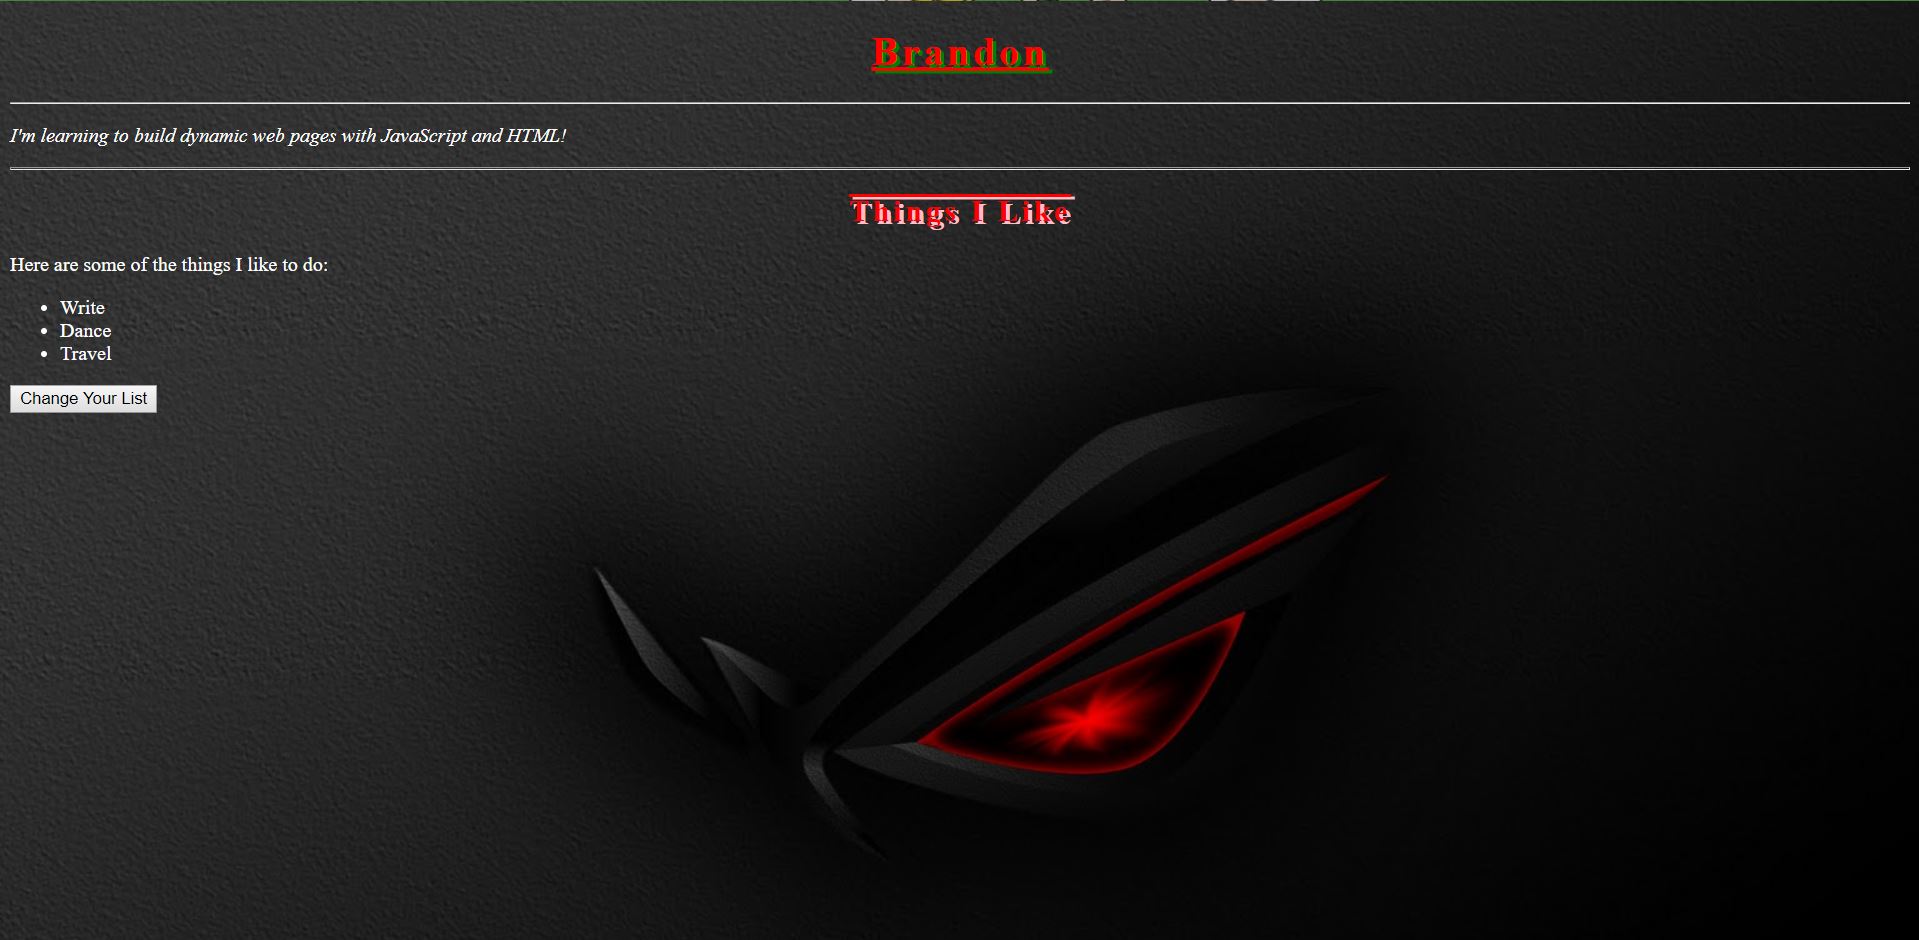 Brandon
I'm learning to build dynamic web pages with JavaScript and HTML!
Things I Like
Here are some of the things I like to do:
Write
Dance
Travel
Change Your List